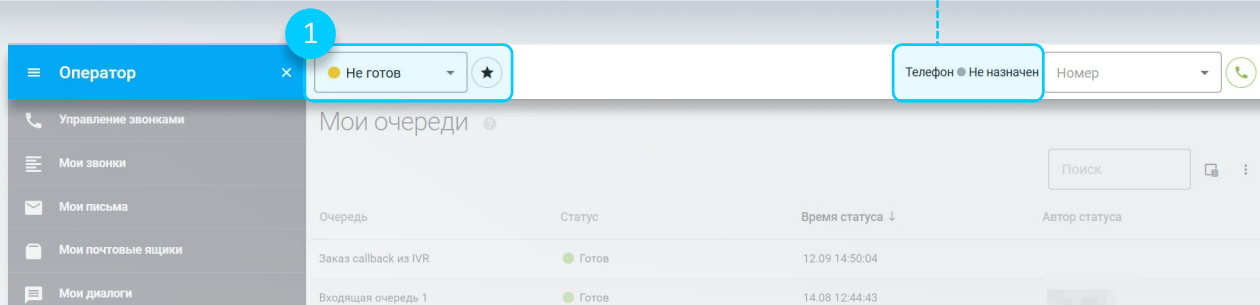 1
Оператор
Не готов
Телефон Не назначен
Номер
Управление звонками
Мои очереди
Мои звонки
Поиск
Мои письма
Очередь Статус Время статуса ↓ Автор статуса
Мои почтовые ящики
Заказ callback из IVR Готов 12.09 14:50:04
Мои диалоги
Входящая очередь 1 Готов 14.08 12:44:43